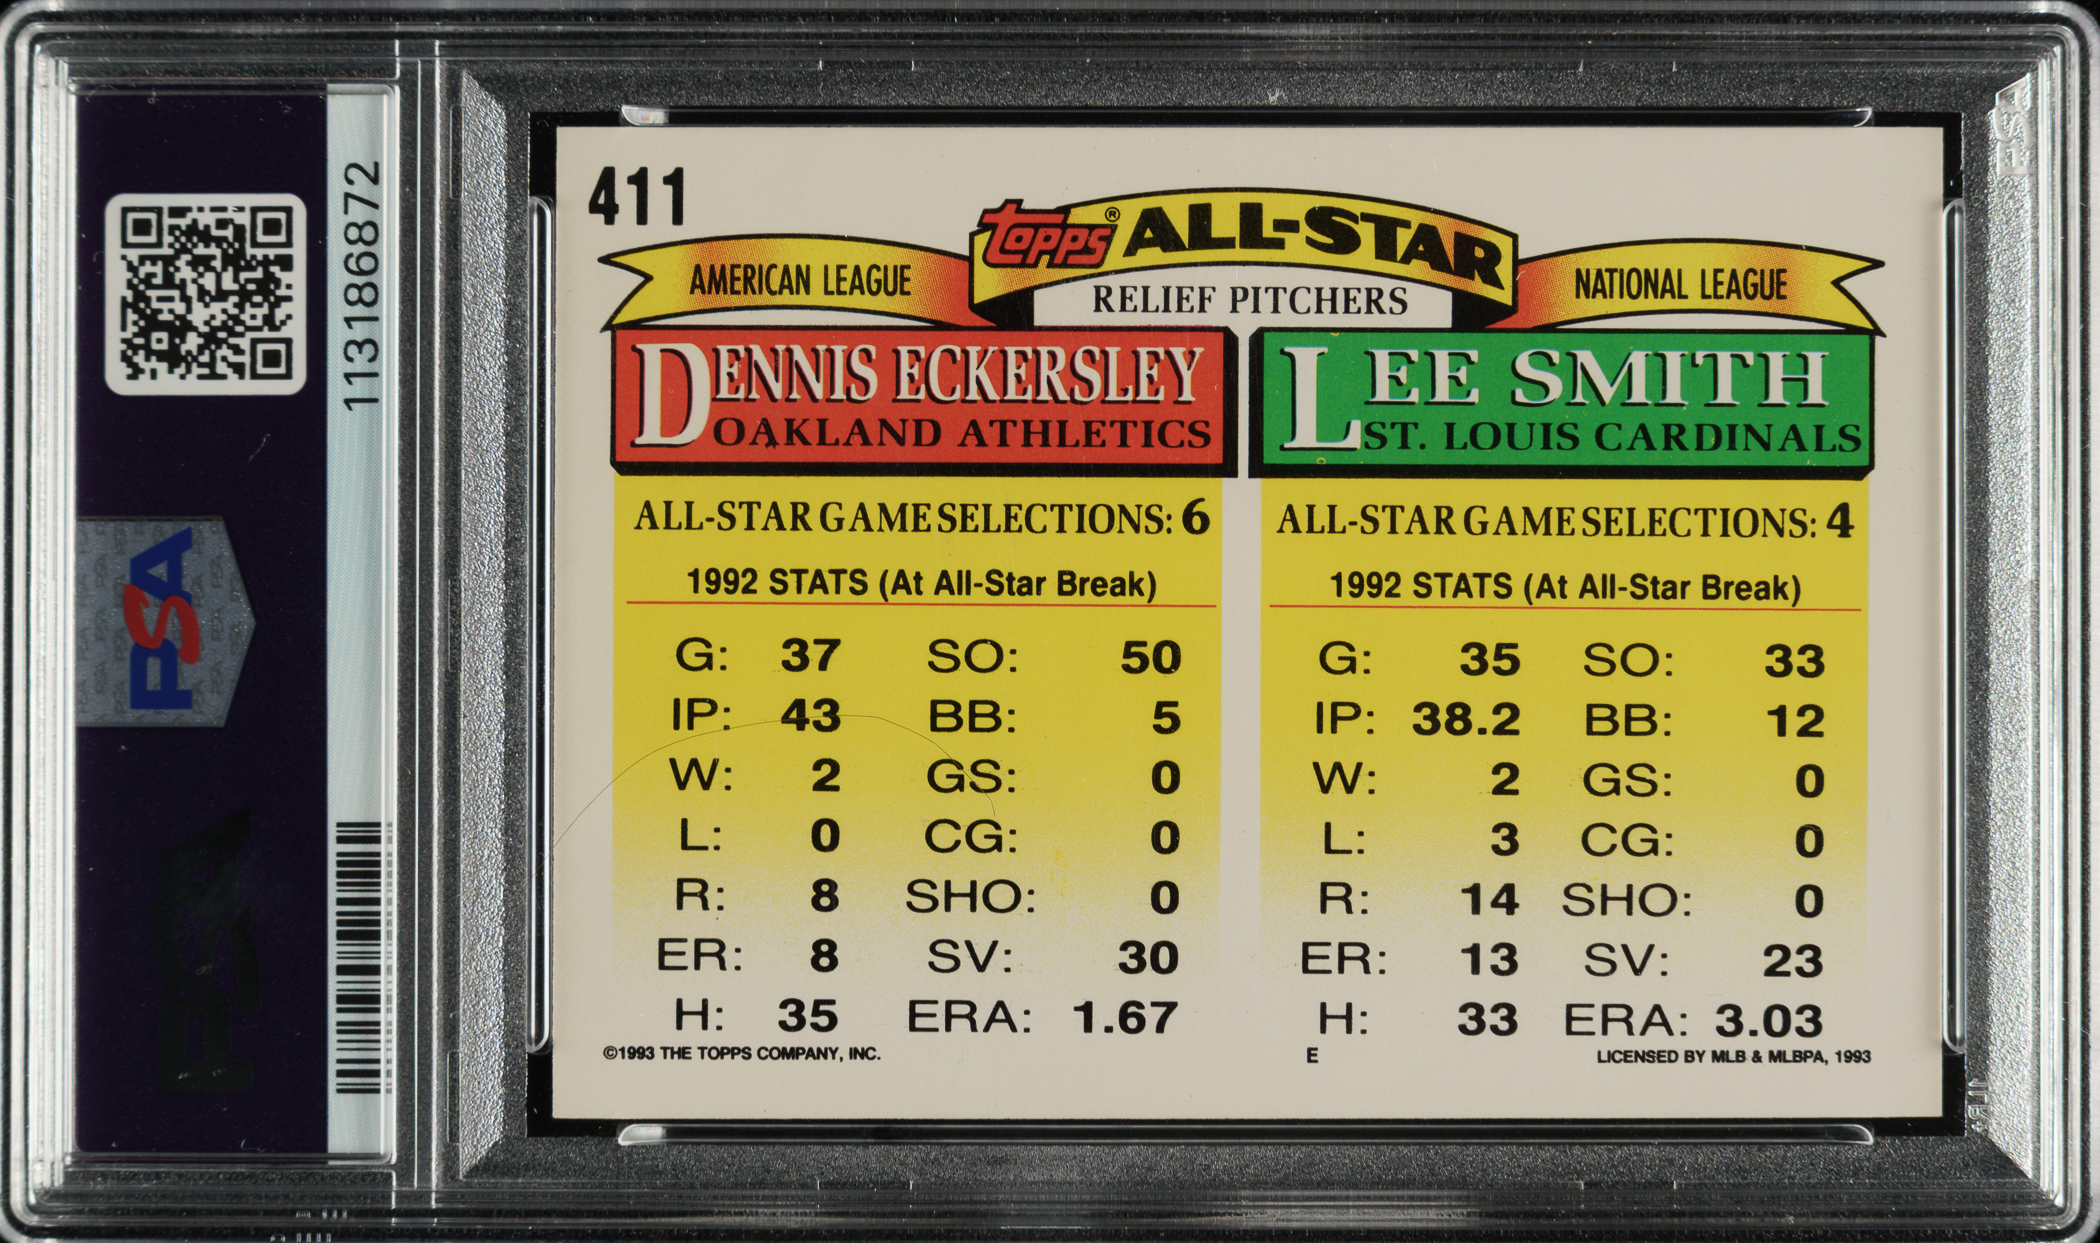 411
topps® ALL-STAR
AMERICAN LEAGUE
RELIEF PITCHERS
NATIONAL LEAGUE
DENNIS ECKERSLEY
OAKLAND ATHLETICS
ALL-STAR GAME SELECTIONS: 6
1992 STATS (At All-Star Break)
G: 37 SO: 50
IP: 43 BB: 5
W: 2 GS: 0
L: 0 CG: 0
R: 8 SHO: 0
ER: 8 SV: 30
H: 35 ERA: 1.67
©1993 THE TOPPS COMPANY, INC.
LEE SMITH
ST. LOUIS CARDINALS
ALL-STAR GAME SELECTIONS: 4
1992 STATS (At All-Star Break)
G: 35 SO: 33
IP: 38.2 BB: 12
W: 2 GS: 0
L: 3 CG: 0
R: 14 SHO: 0
ER: 13 SV: 23
H: 33 ERA: 3.03
E LICENSED BY MLB & MLBPA, 1993
113186872
PSA
PSA
PSA